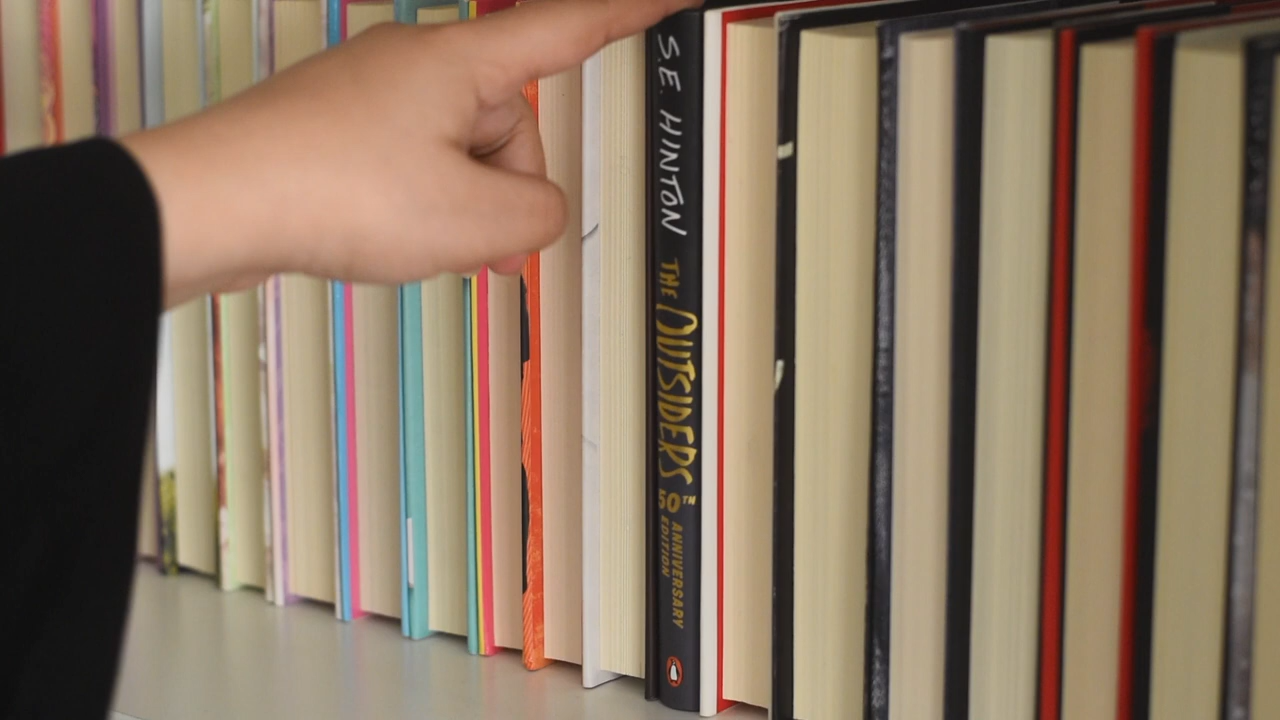 S.E. HINTON THE OUTSIDERS
50TH
ANNIVERSARY
EDITION